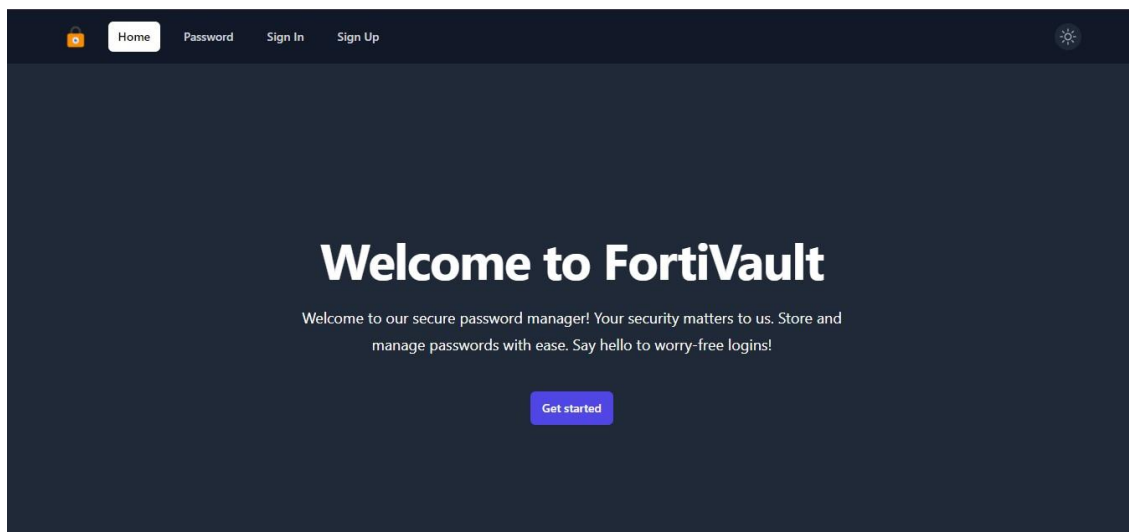 Home Password Sign In Sign Up
Welcome to FortiVault
Welcome to our secure password manager! Your security matters to us. Store and
manage passwords with ease. Say hello to worry-free logins!
Get started